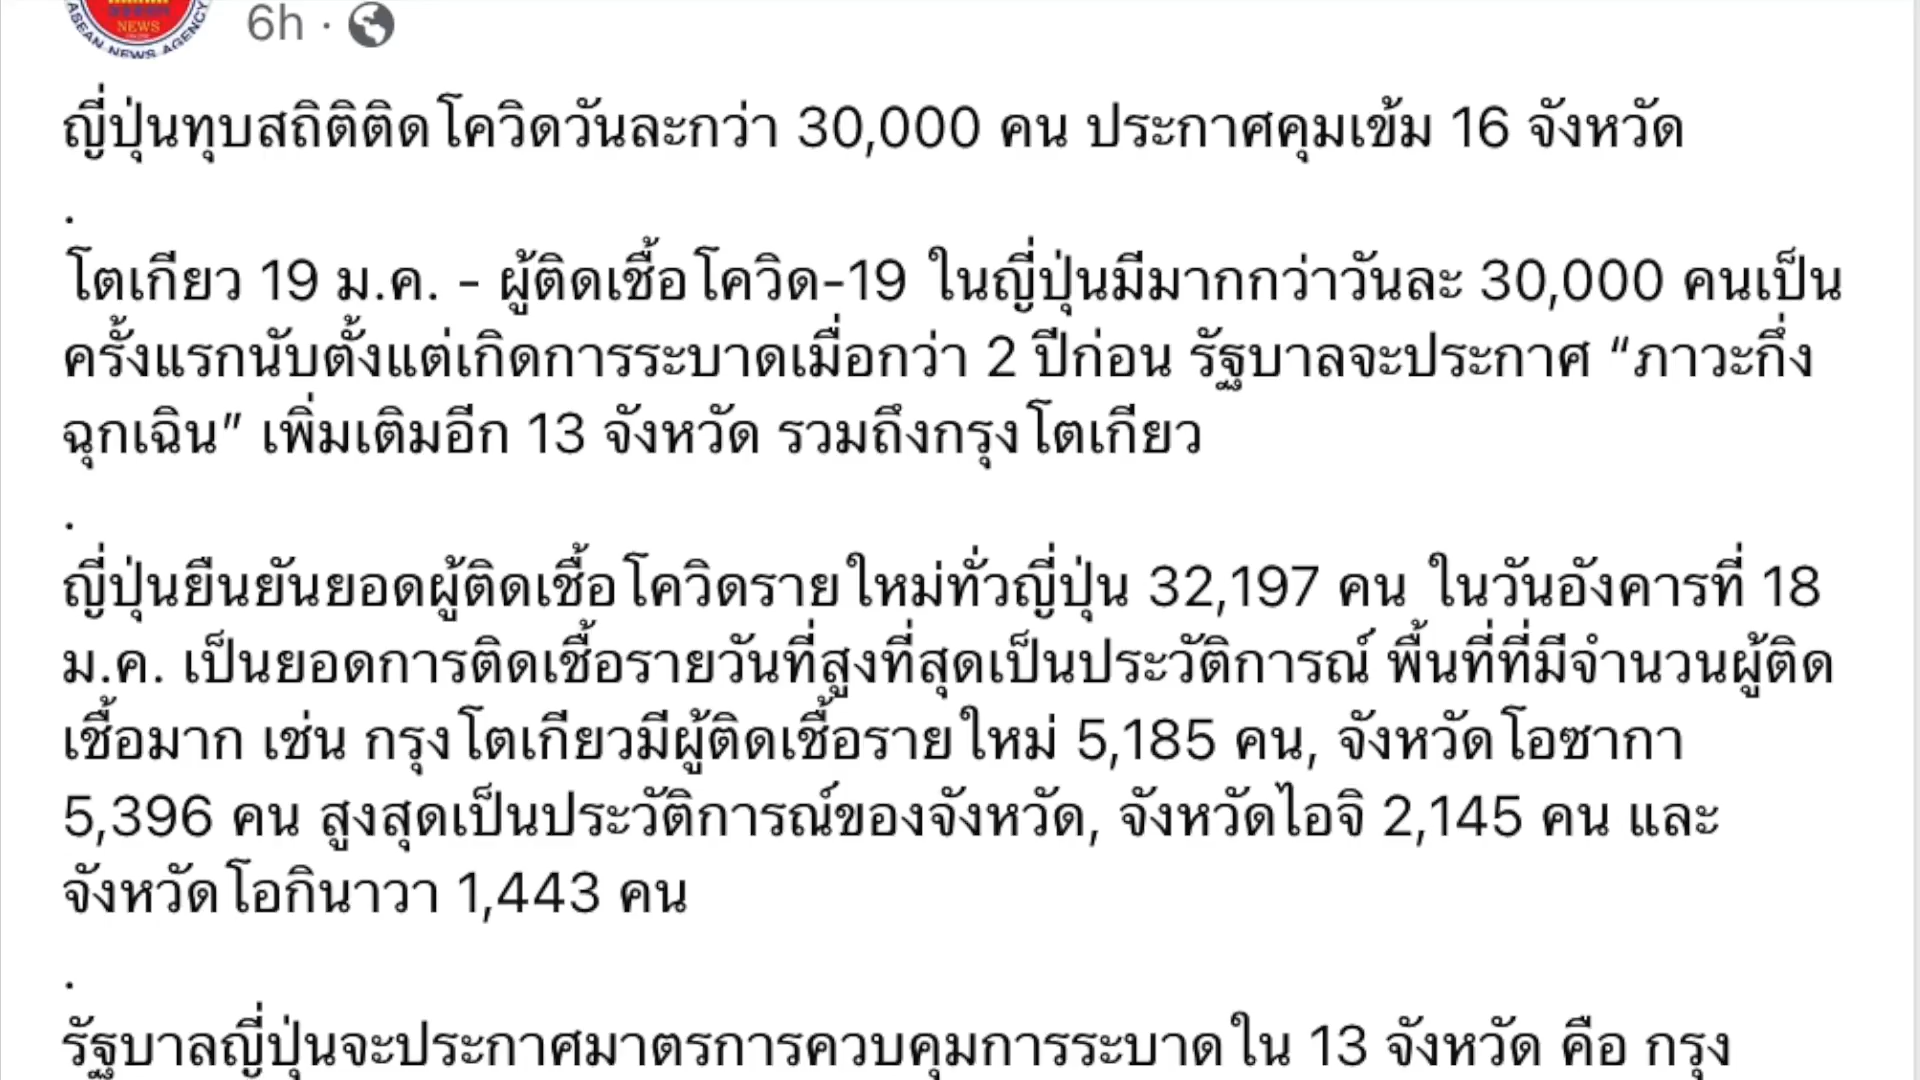 NEWS
ASEAN NEWS AGENCY
6h ·
ญี่ปุ่นทุบสถิติติดโควิดวันละกว่า 30,000 คน ประกาศคุมเข้ม 16 จังหวัด
.
โตเกียว 19 ม.ค. - ผู้ติดเชื้อโควิด-19 ในญี่ปุ่นมีมากกว่าวันละ 30,000 คนเป็น
ครั้งแรกนับตั้งแต่เกิดการระบาดเมื่อกว่า 2 ปีก่อน รัฐบาลจะประกาศ “ภาวะกึ่ง
ฉุกเฉิน” เพิ่มเติมอีก 13 จังหวัด รวมถึงกรุงโตเกียว
.
ญี่ปุ่นยืนยันยอดผู้ติดเชื้อโควิดรายใหม่ทั่วญี่ปุ่น 32,197 คน ในวันอังคารที่ 18
ม.ค. เป็นยอดการติดเชื้อรายวันที่สูงที่สุดเป็นประวัติการณ์ พื้นที่ที่มีจำนวนผู้ติด
เชื้อมาก เช่น กรุงโตเกียวมีผู้ติดเชื้อรายใหม่ 5,185 คน, จังหวัดโอซากา
5,396 คน สูงสุดเป็นประวัติการณ์ของจังหวัด, จังหวัดไอจิ 2,145 คน และ
จังหวัดโอกินาวา 1,443 คน
.
รัฐบาลญี่ปุ่นจะประกาศมาตรการควบคุมการระบาดใน 13 จังหวัด คือ กรุง